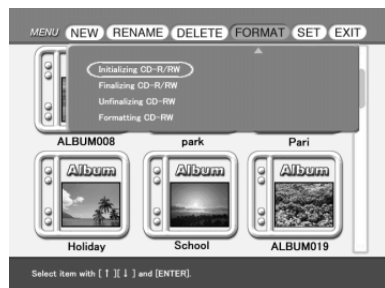 MENU NEW RENAME DELETE FORMAT SET EXIT
Initializing CD-R/RW
Finalizing CD-R/RW
Unfinalizing CD-RW
Formatting CD-RW
ALBUM008 park Pari
Album Album Album
Holiday School ALBUM019
Select item with [ ↑ ][ ↓ ] and [ENTER].